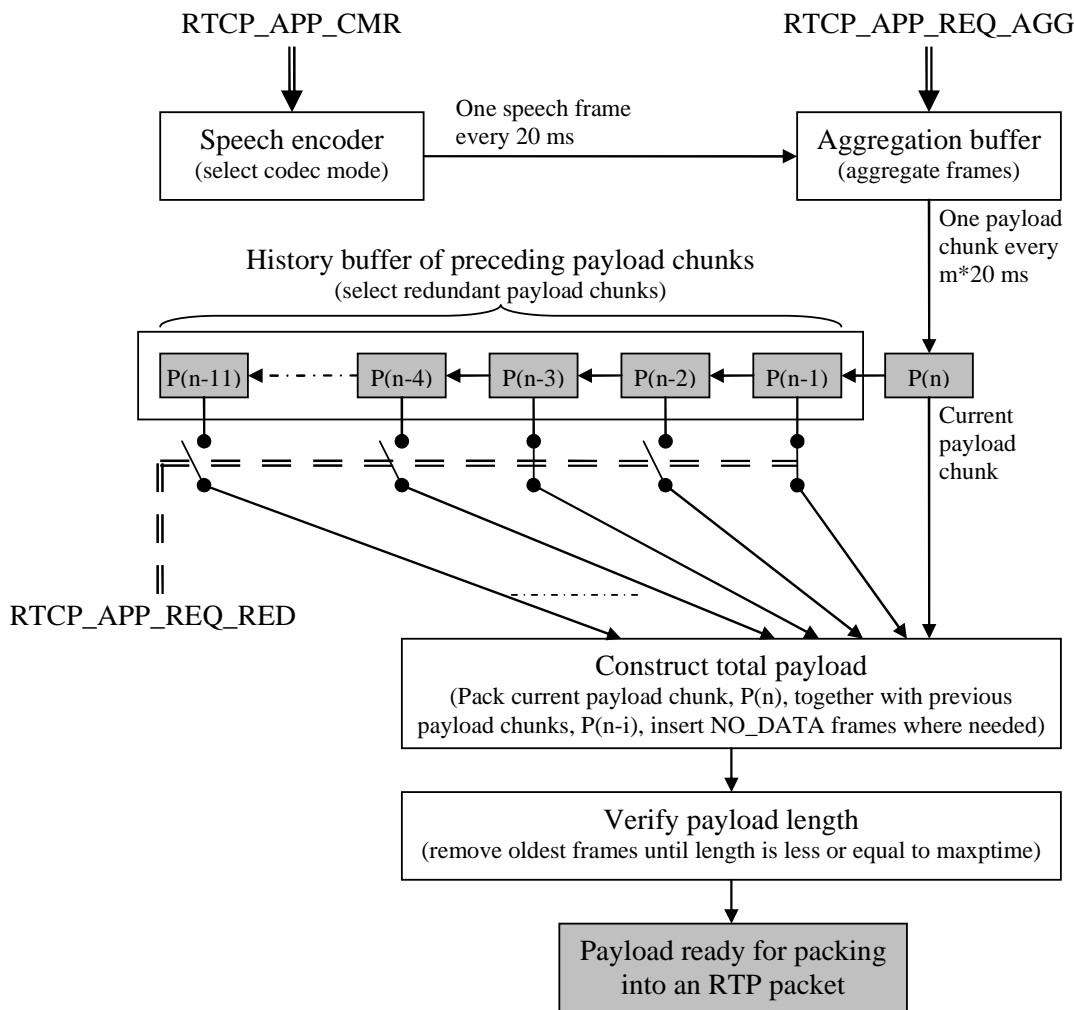 RTCP_APP_CMR
RTCP_APP_REQ_AGG
Speech encoder
(select codec mode)
One speech frame
every 20 ms
Aggregation buffer
(aggregate frames)
One payload
chunk every
m*20 ms
History buffer of preceding payload chunks
(select redundant payload chunks)
P(n-11)
P(n-4)
P(n-3)
P(n-2)
P(n-1)
P(n)
Current
payload
chunk
RTCP_APP_REQ_RED
Construct total payload
(Pack current payload chunk, P(n), together with previous
payload chunks, P(n-i), insert NO_DATA frames where needed)
Verify payload length
(remove oldest frames until length is less or equal to maxptime)
Payload ready for packing
into an RTP packet